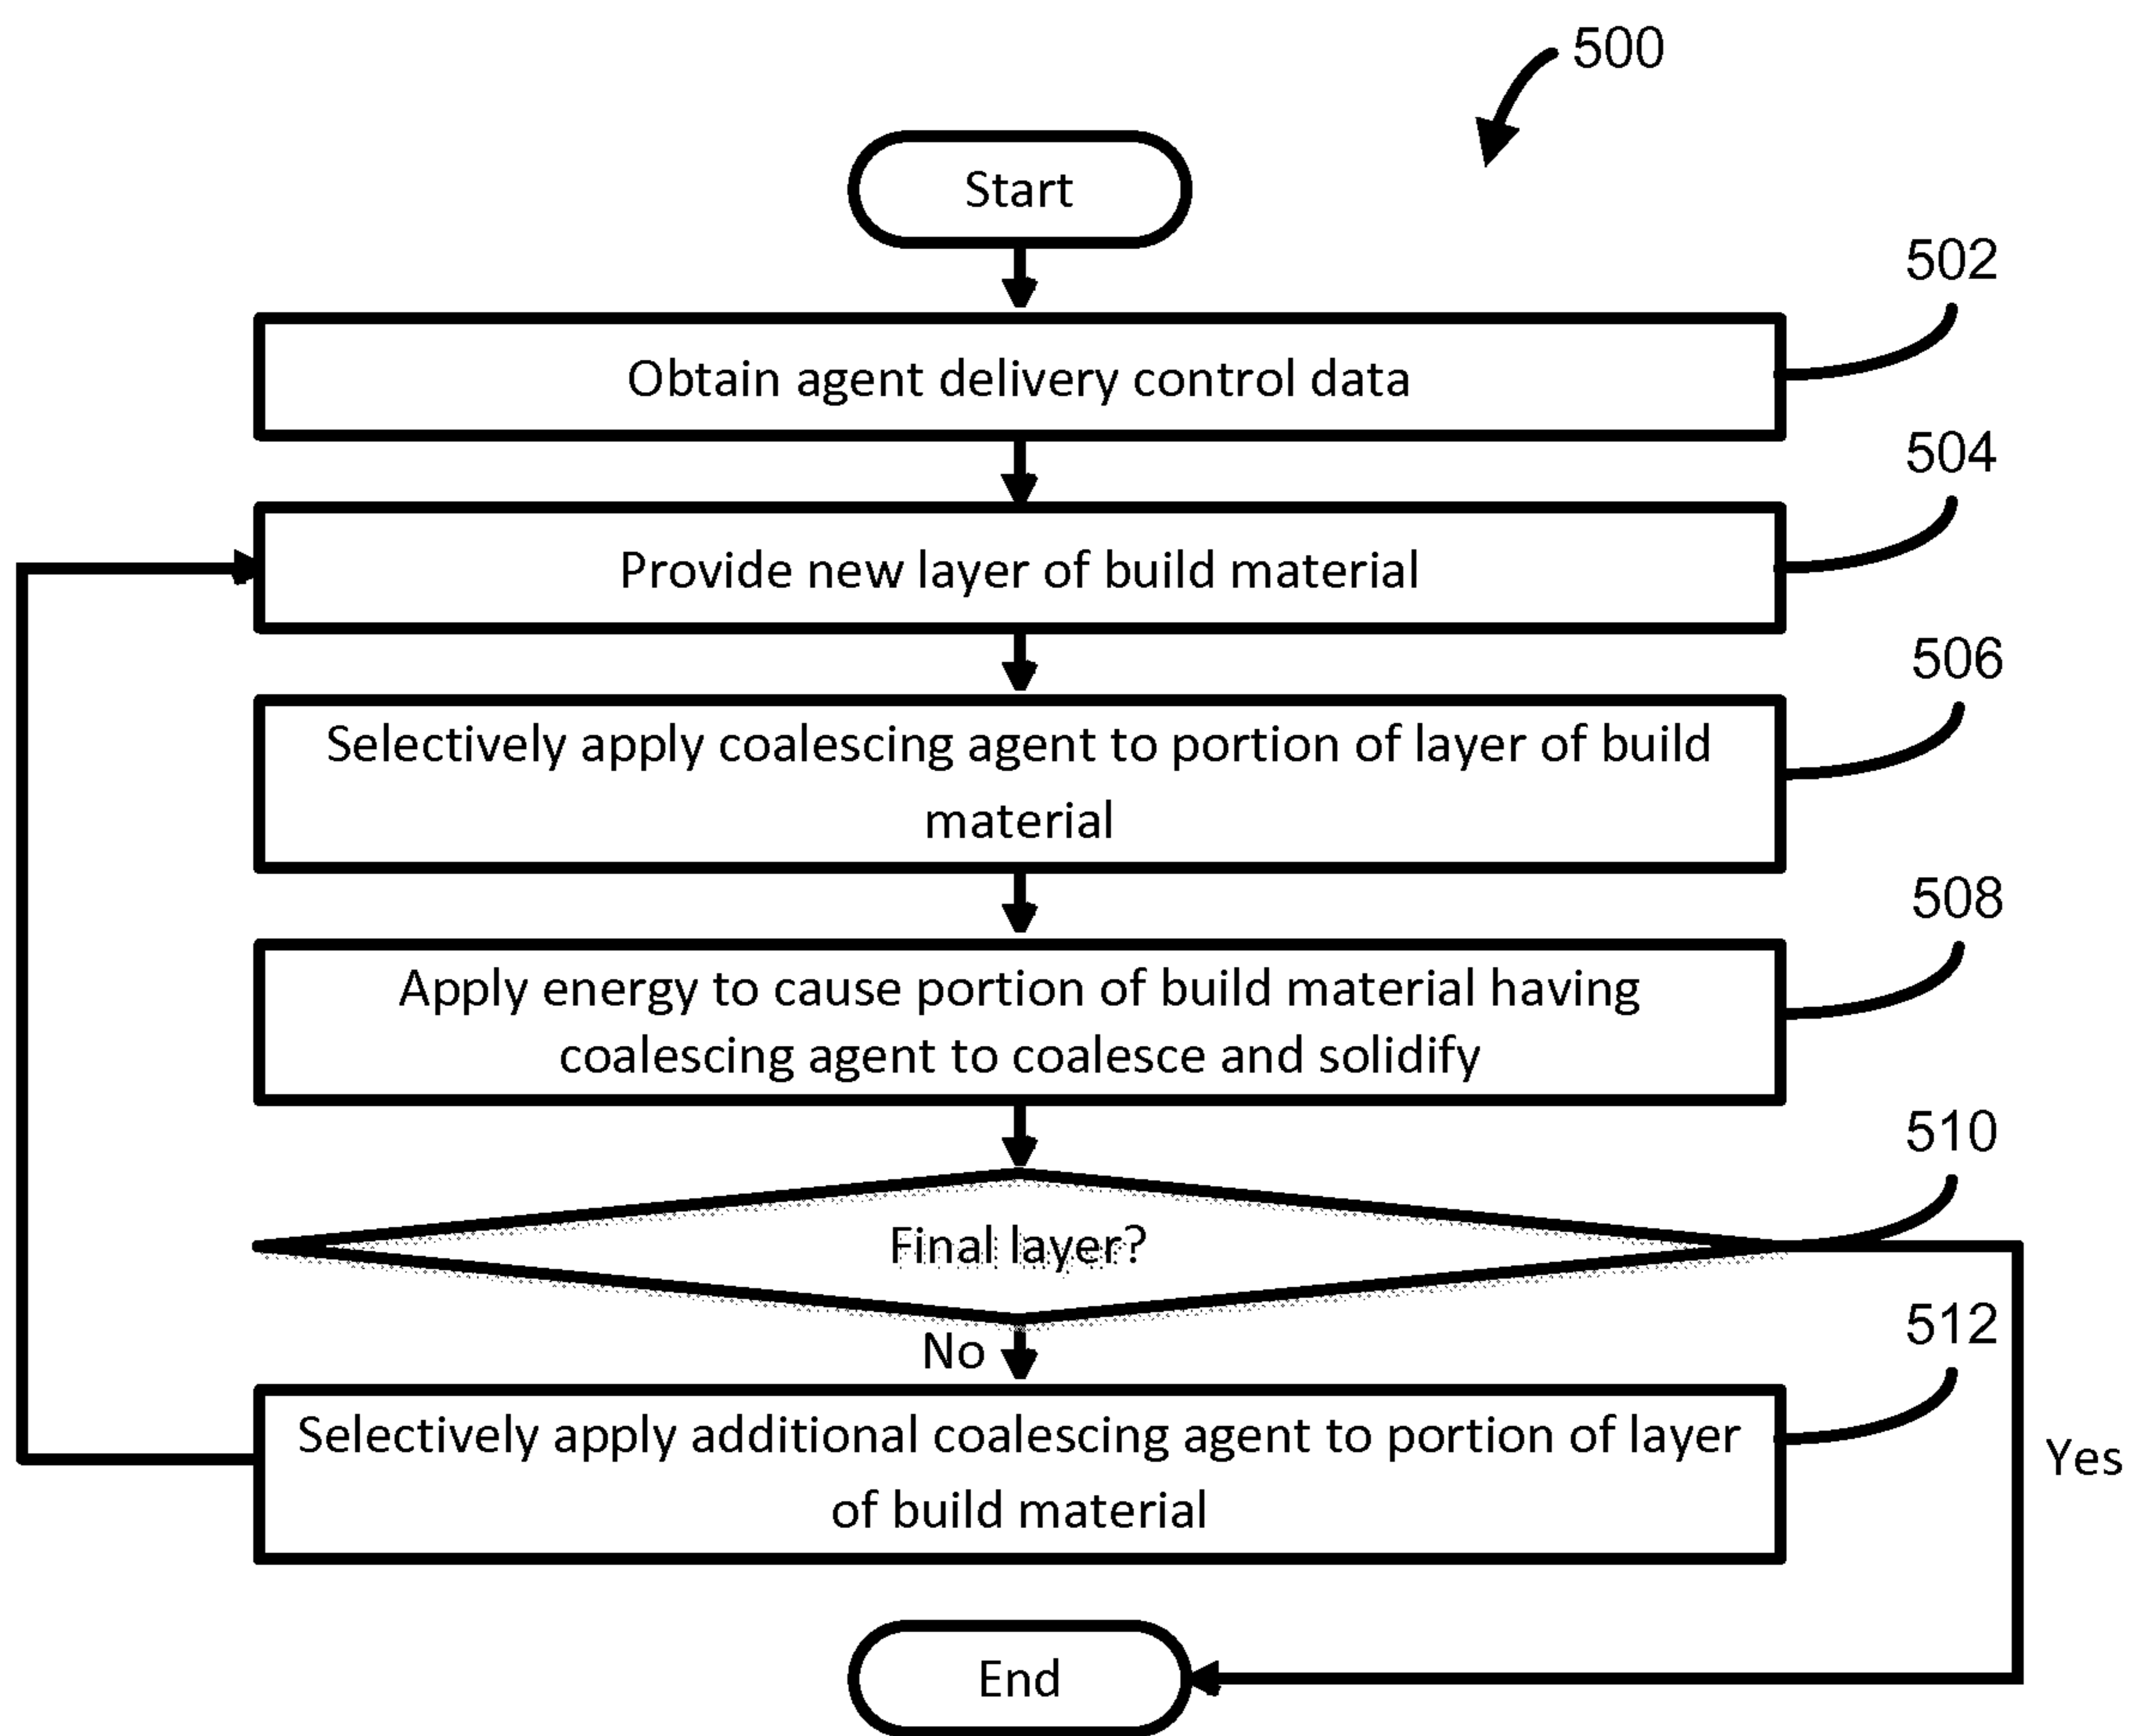 500
Start
502
Obtain agent delivery control data
504
Provide new layer of build material
506
Selectively apply coalescing agent to portion of layer of build
material
508
Apply energy to cause portion of build material having
coalescing agent to coalesce and solidify
510
Final layer?
No
512
Selectively apply additional coalescing agent to portion of layer
of build material
Yes
End